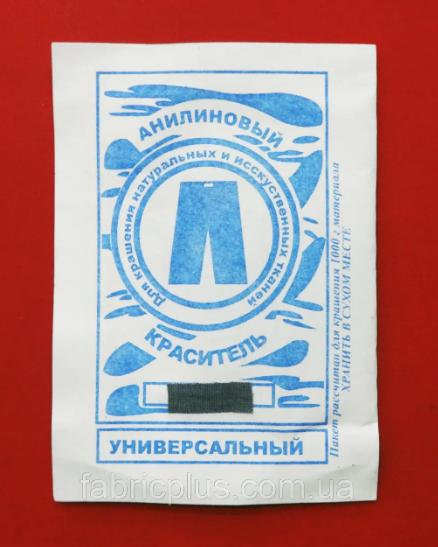 АНИЛИНОВЫЙ
для крашения натуральных и исскуственных тканей
КРАСИТЕЛЬ
УНИВЕРСАЛЬНЫЙ
Пакет рассчитан для крашения 1000 г материала
ХРАНИТЬ В СУХОМ МЕСТЕ
fabricplus.com.ua